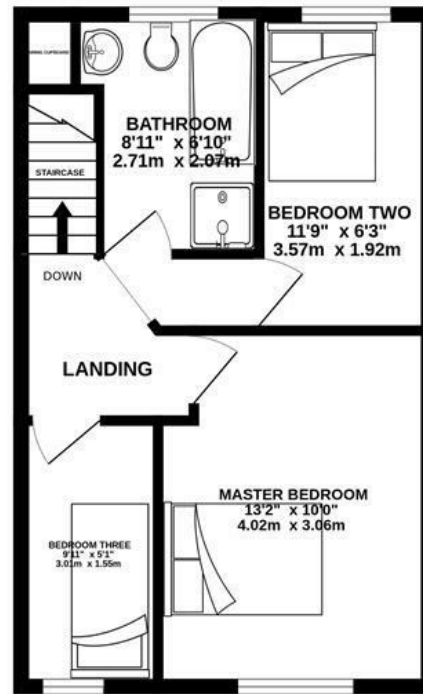 AIRING CUPBOARD
BATHROOM
8'11" x 6'10"
2.71m x 2.07m
STAIRCASE
DOWN
BEDROOM TWO
11'9" x 6'3"
3.57m x 1.92m
LANDING
MASTER BEDROOM
13'2" x 10'0"
4.02m x 3.06m
BEDROOM THREE
9'11" x 5'1"
3.01m x 1.55m